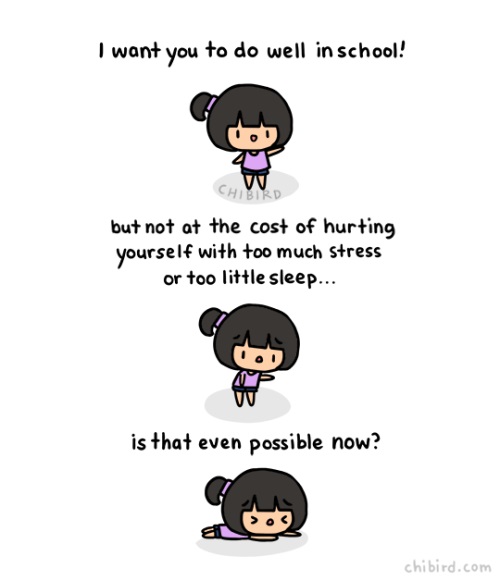 I want you to do well in school!
CHIBIRD
but not at the cost of hurting
yourself with too much stress
or too little sleep...
is that even possible now?
chibird.com